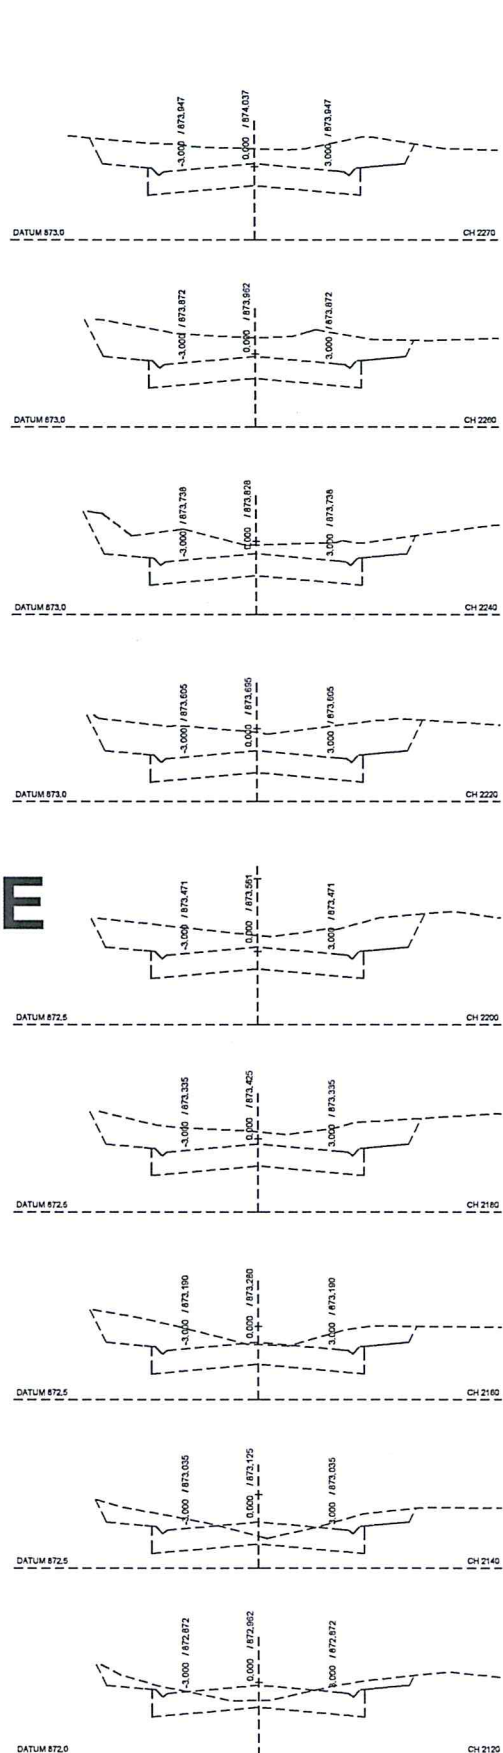 -3.000 / 873.947
0.000 / 874.037
3.000 / 873.947
DATUM 873.0
CH 2270
-3.000 / 873.872
0.000 / 873.962
3.000 / 873.872
DATUM 873.0
CH 2260
-3.000 / 873.738
0.000 / 873.828
3.000 / 873.738
DATUM 873.0
CH 2240
-3.000 / 873.605
0.000 / 873.695
3.000 / 873.605
DATUM 873.0
CH 2220
E
-3.000 / 873.471
0.000 / 873.561
3.000 / 873.471
DATUM 872.5
CH 2200
-3.000 / 873.335
0.000 / 873.425
3.000 / 873.335
DATUM 872.5
CH 2180
-3.000 / 873.190
0.000 / 873.280
3.000 / 873.190
DATUM 872.5
CH 2160
-3.000 / 873.035
0.000 / 873.125
3.000 / 873.035
DATUM 872.5
CH 2140
-3.000 / 872.872
0.000 / 872.962
3.000 / 872.872
DATUM 872.0
CH 2120